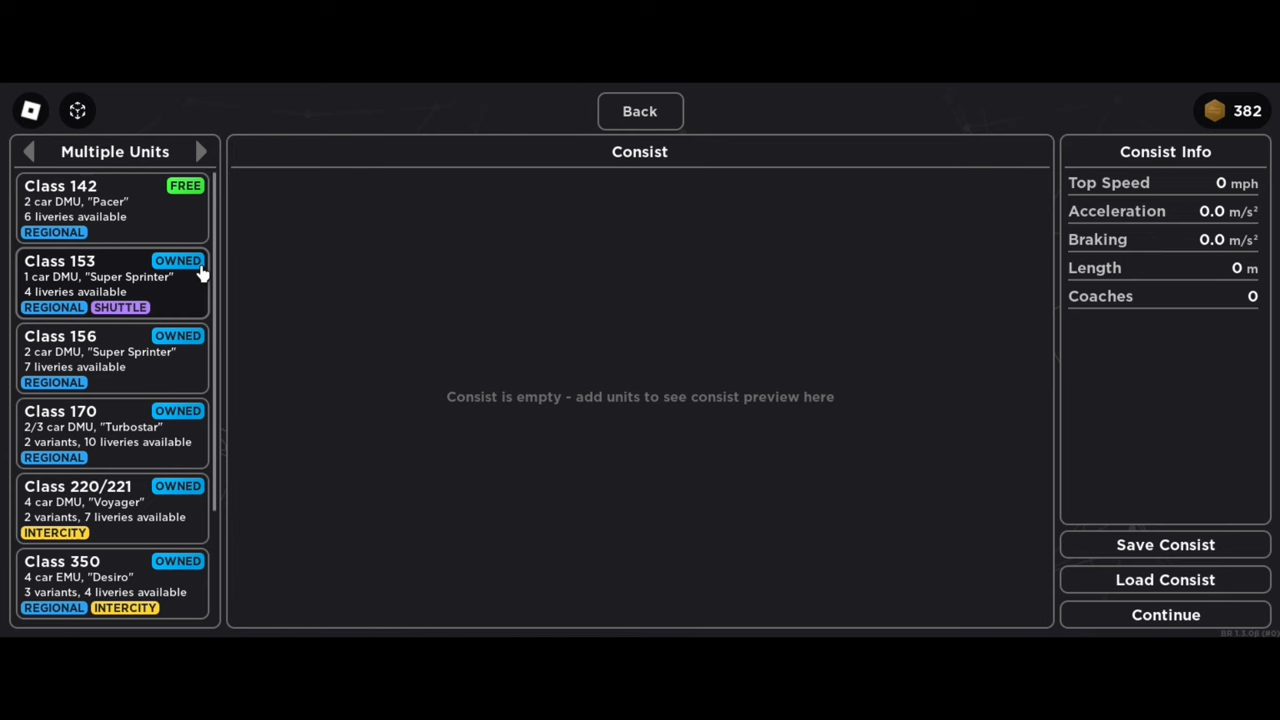 Back
382
Multiple Units
Class 142 FREE
2 car DMU, "Pacer"
6 liveries available
REGIONAL
Class 153 OWNED
1 car DMU, "Super Sprinter"
4 liveries available
REGIONAL SHUTTLE
Class 156 OWNED
2 car DMU, "Super Sprinter"
7 liveries available
REGIONAL
Class 170 OWNED
2/3 car DMU, "Turbostar"
2 variants, 10 liveries available
REGIONAL
Class 220/221 OWNED
4 car DMU, "Voyager"
2 variants, 7 liveries available
INTERCITY
Class 350 OWNED
4 car EMU, "Desiro"
3 variants, 4 liveries available
REGIONAL INTERCITY
Consist
Consist is empty - add units to see consist preview here
Consist Info
Top Speed 0 mph
Acceleration 0.0 m/s²
Braking 0.0 m/s²
Length 0 m
Coaches 0
Save Consist
Load Consist
Continue